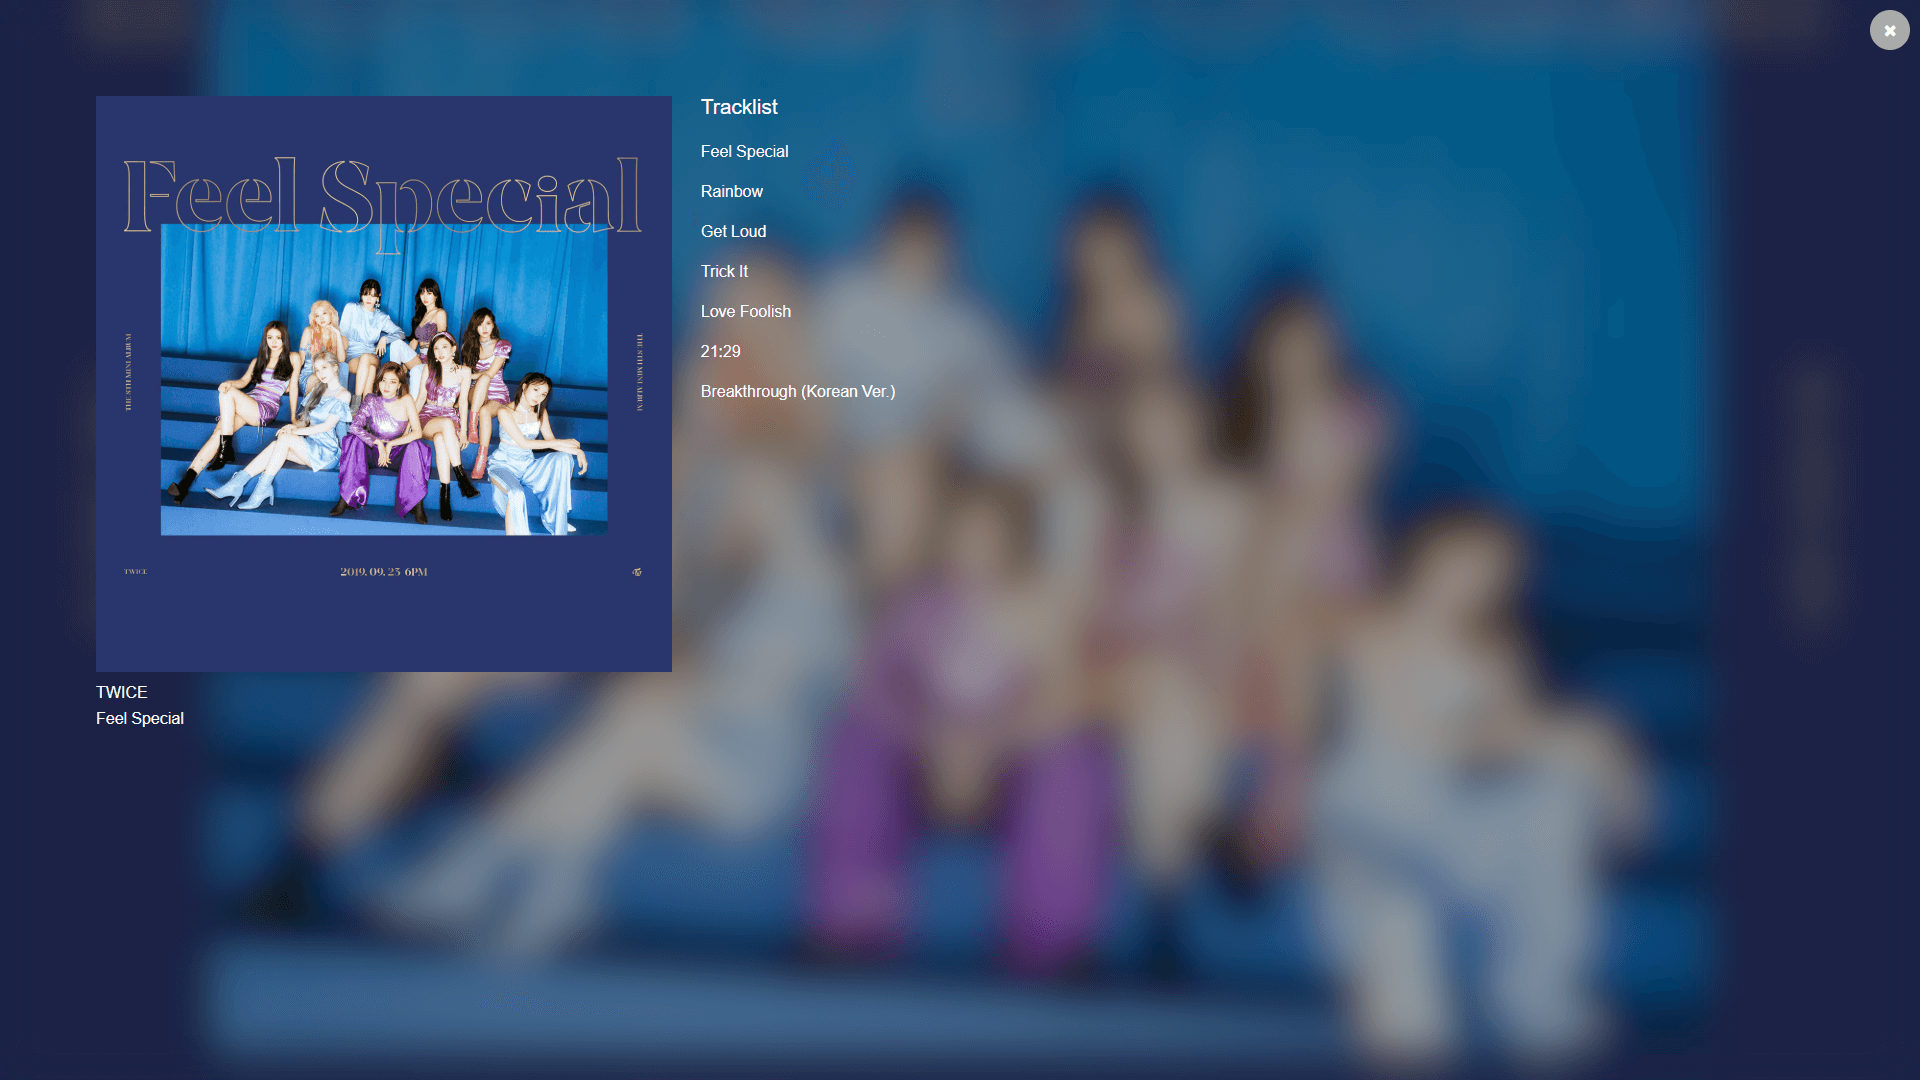 Feel Special
THE 8TH MINI ALBUM
THE 8TH MINI ALBUM
TWICE
2019. 09. 23 6PM
TWICE
Feel Special
Tracklist
Feel Special
Rainbow
Get Loud
Trick It
Love Foolish
21:29
Breakthrough (Korean Ver.)